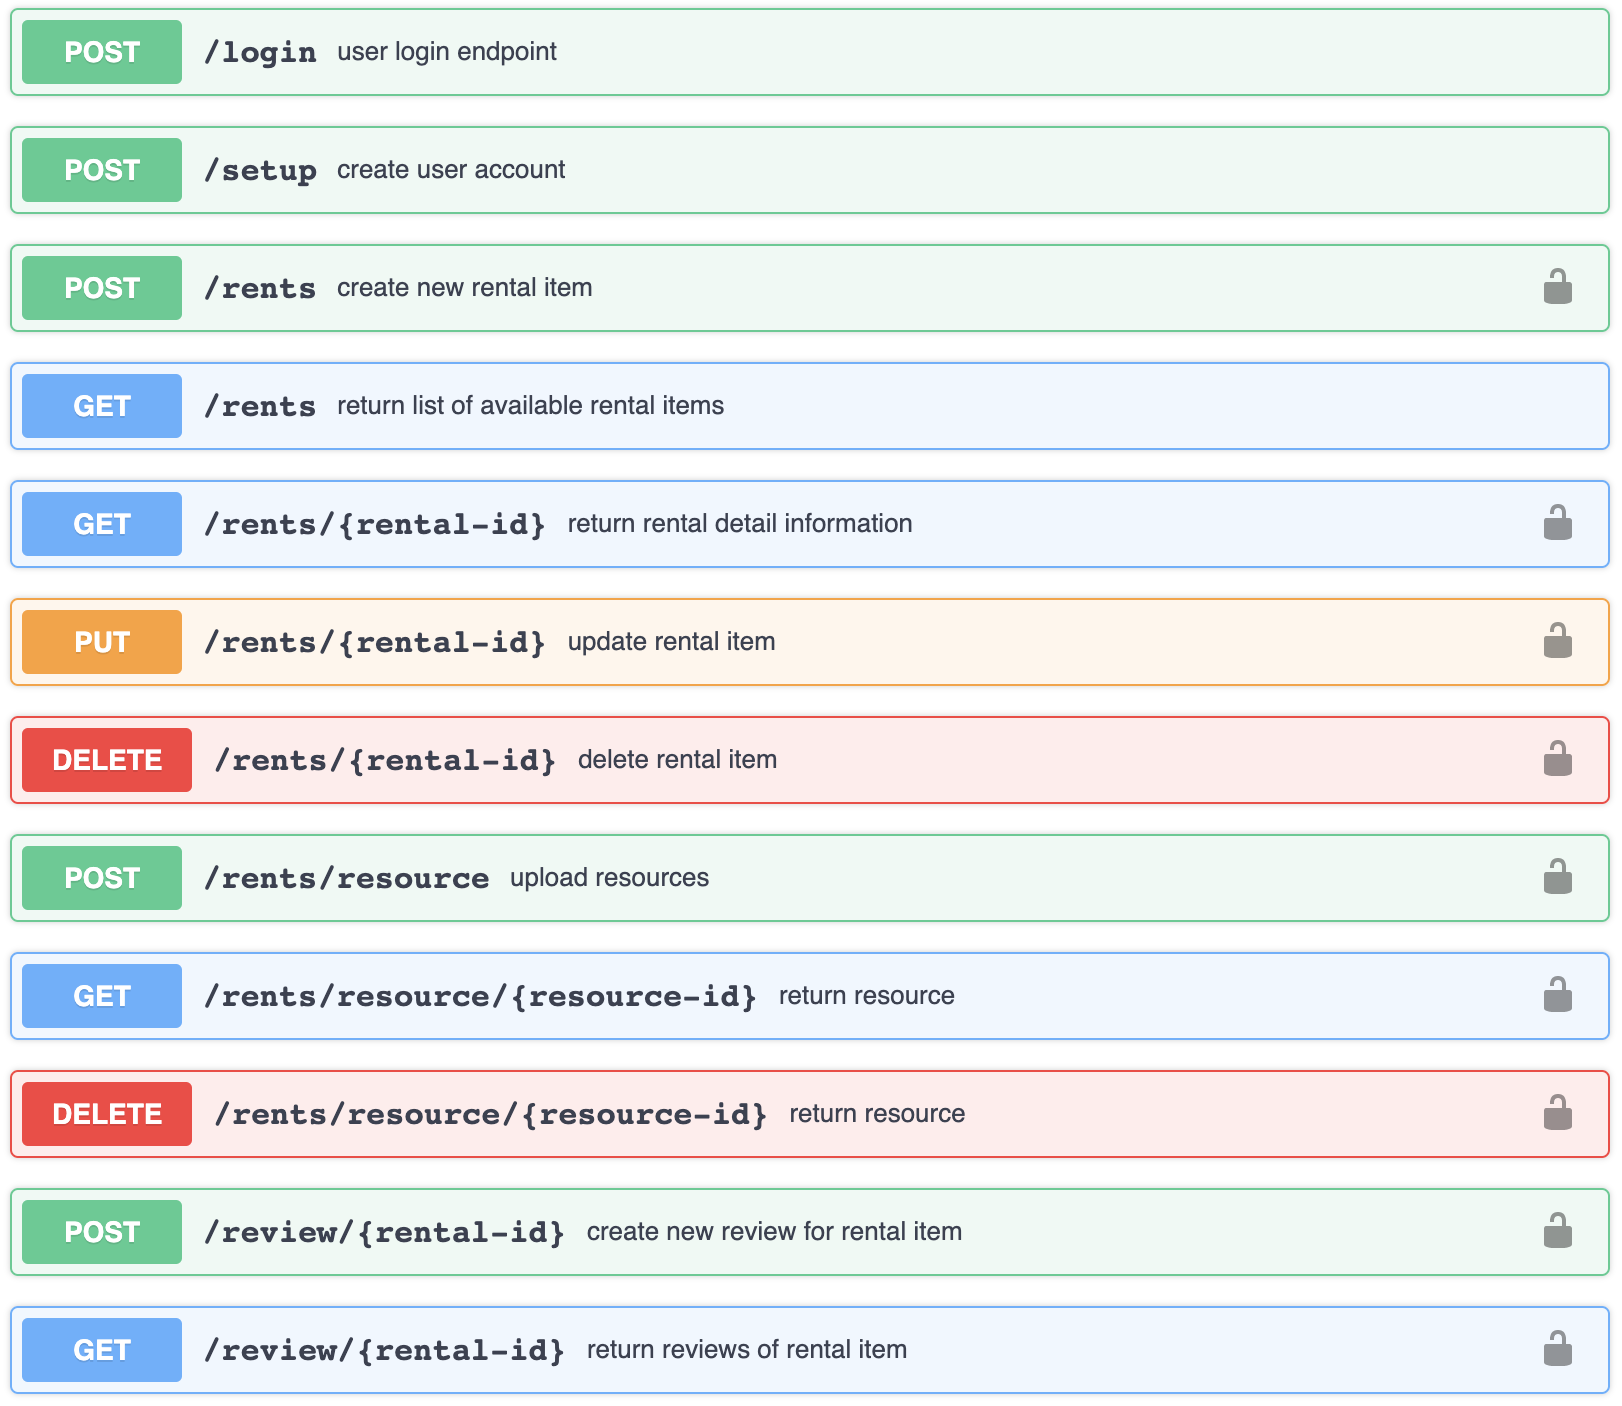 POST /login user login endpoint
POST /setup create user account
POST /rents create new rental item
GET /rents return list of available rental items
GET /rents/{rental-id} return rental detail information
PUT /rents/{rental-id} update rental item
DELETE /rents/{rental-id} delete rental item
POST /rents/resource upload resources
GET /rents/resource/{resource-id} return resource
DELETE /rents/resource/{resource-id} return resource
POST /review/{rental-id} create new review for rental item
GET /review/{rental-id} return reviews of rental item